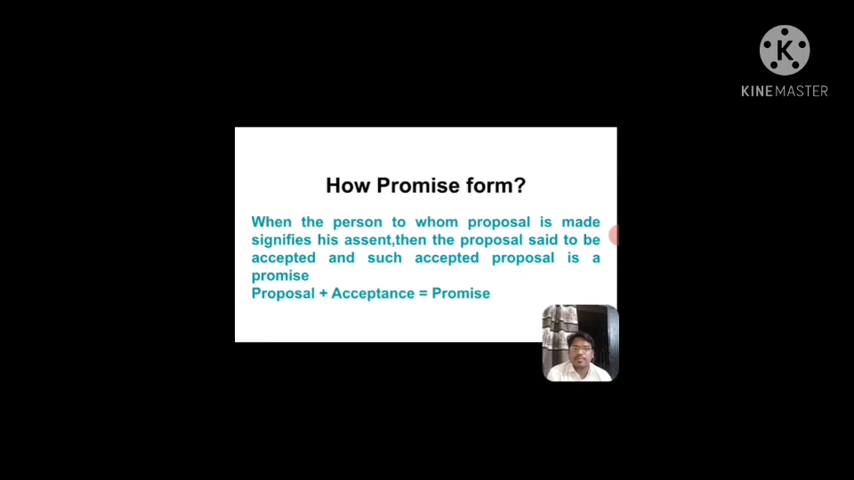 KINEMASTER
How Promise form?
When the person to whom proposal is made
signifies his assent,then the proposal said to be
accepted and such accepted proposal is a
promise
Proposal + Acceptance = Promise